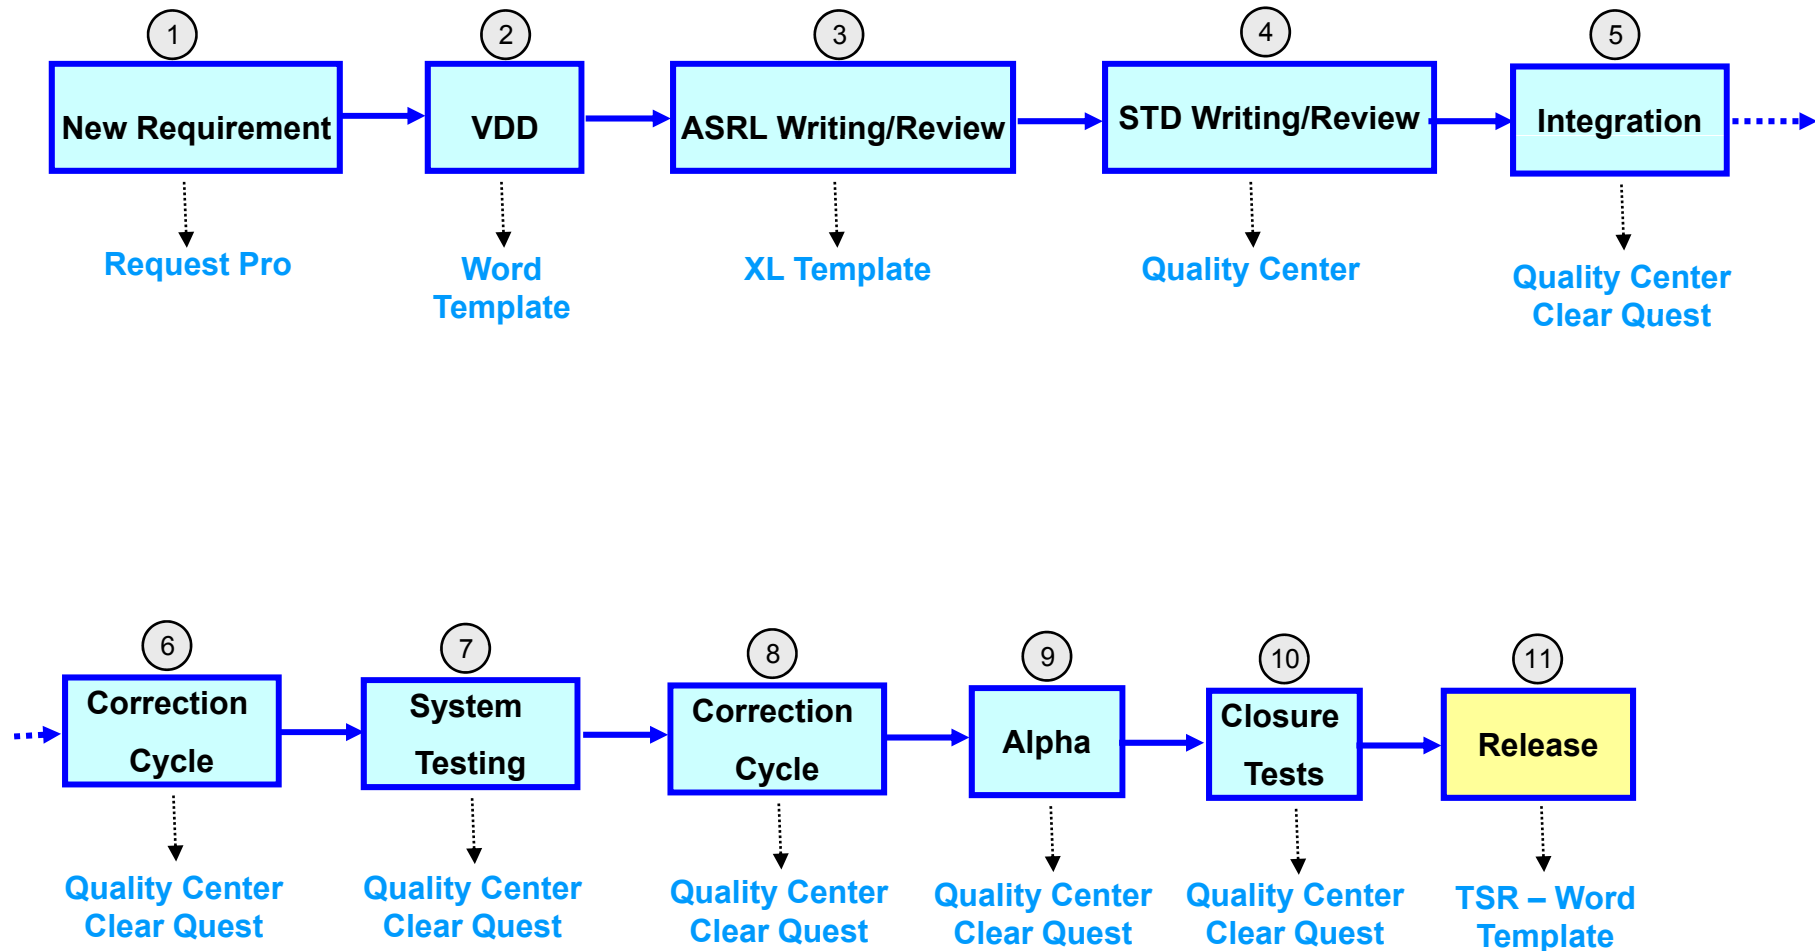 1
2
3
4
5
New Requirement
VDD
ASRL Writing/Review
STD Writing/Review
Integration
Request Pro
Word
Template
XL Template
Quality Center
Quality Center
Clear Quest
6
7
8
9
10
11
Correction
Cycle
System
Testing
Correction
Cycle
Alpha
Closure
Tests
Release
Quality Center
Clear Quest
Quality Center
Clear Quest
Quality Center
Clear Quest
Quality Center
Clear Quest
Quality Center
Clear Quest
TSR – Word
Template